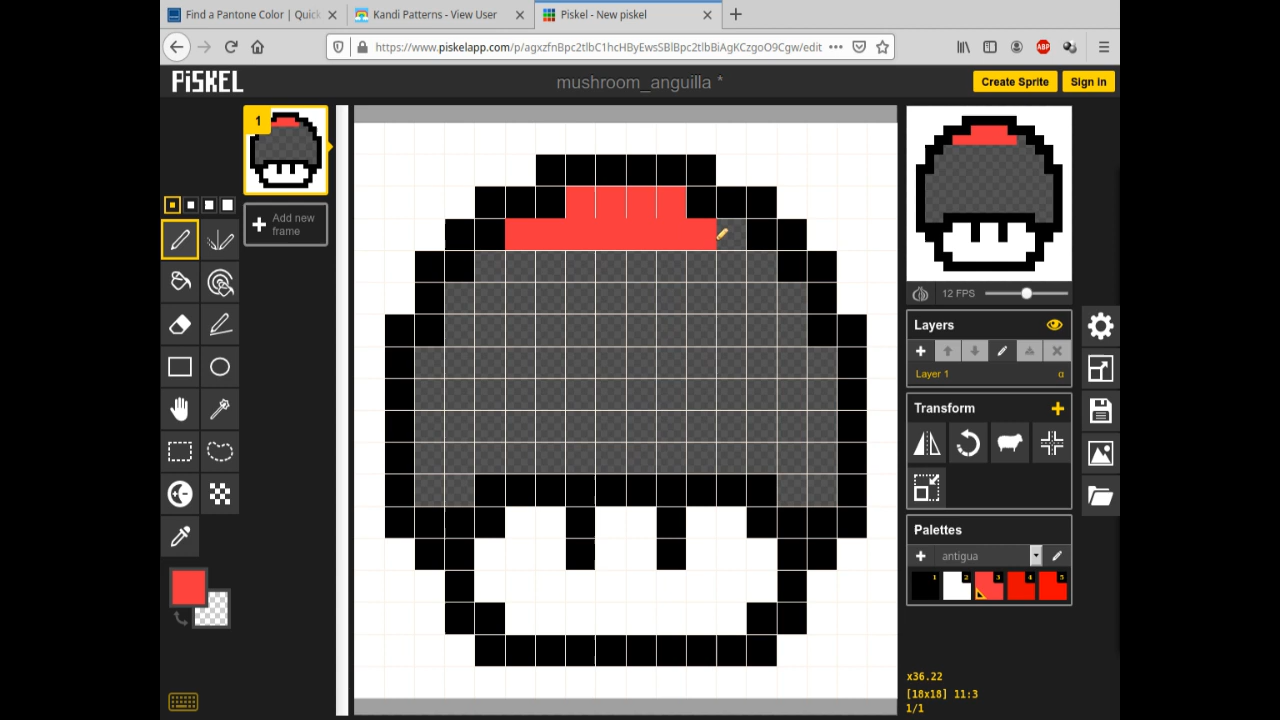 Find a Pantone Color | Quick
Kandi Patterns - View User
Piskel - New piskel
https://www.piskelapp.com/p/agxzfnBpc2tlbC1hcHByEwsSBlBpc2tlbBiAgKCzgoO9Cgw/edit
PiSKEL
mushroom_anguilla *
Create Sprite
Sign in
1
Add new
frame
12 FPS
Layers
Layer 1
α
Transform
Palettes
antigua
1 2 3 4 5
x36.22
[18x18] 11:3
1/1
ABP